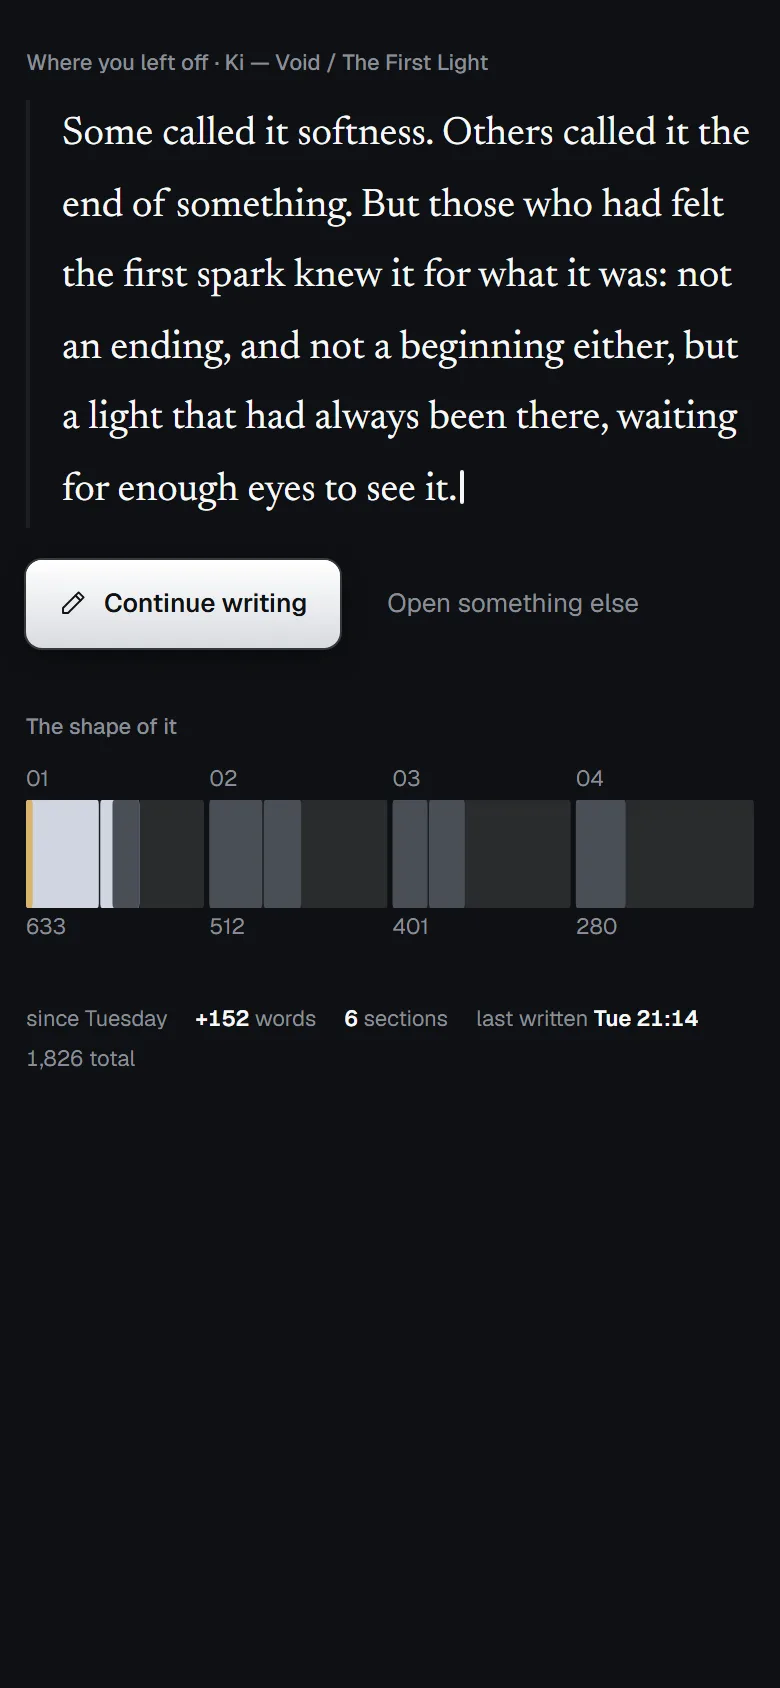 Where you left off · Ki — Void / The First Light
Some called it softness. Others called it the
end of something. But those who had felt
the first spark knew it for what it was: not
an ending, and not a beginning either, but
a light that had always been there, waiting
for enough eyes to see it.
Continue writing
Open something else
The shape of it
01 02 03 04
633 512 401 280
since Tuesday +152 words 6 sections last written Tue 21:14
1,826 total